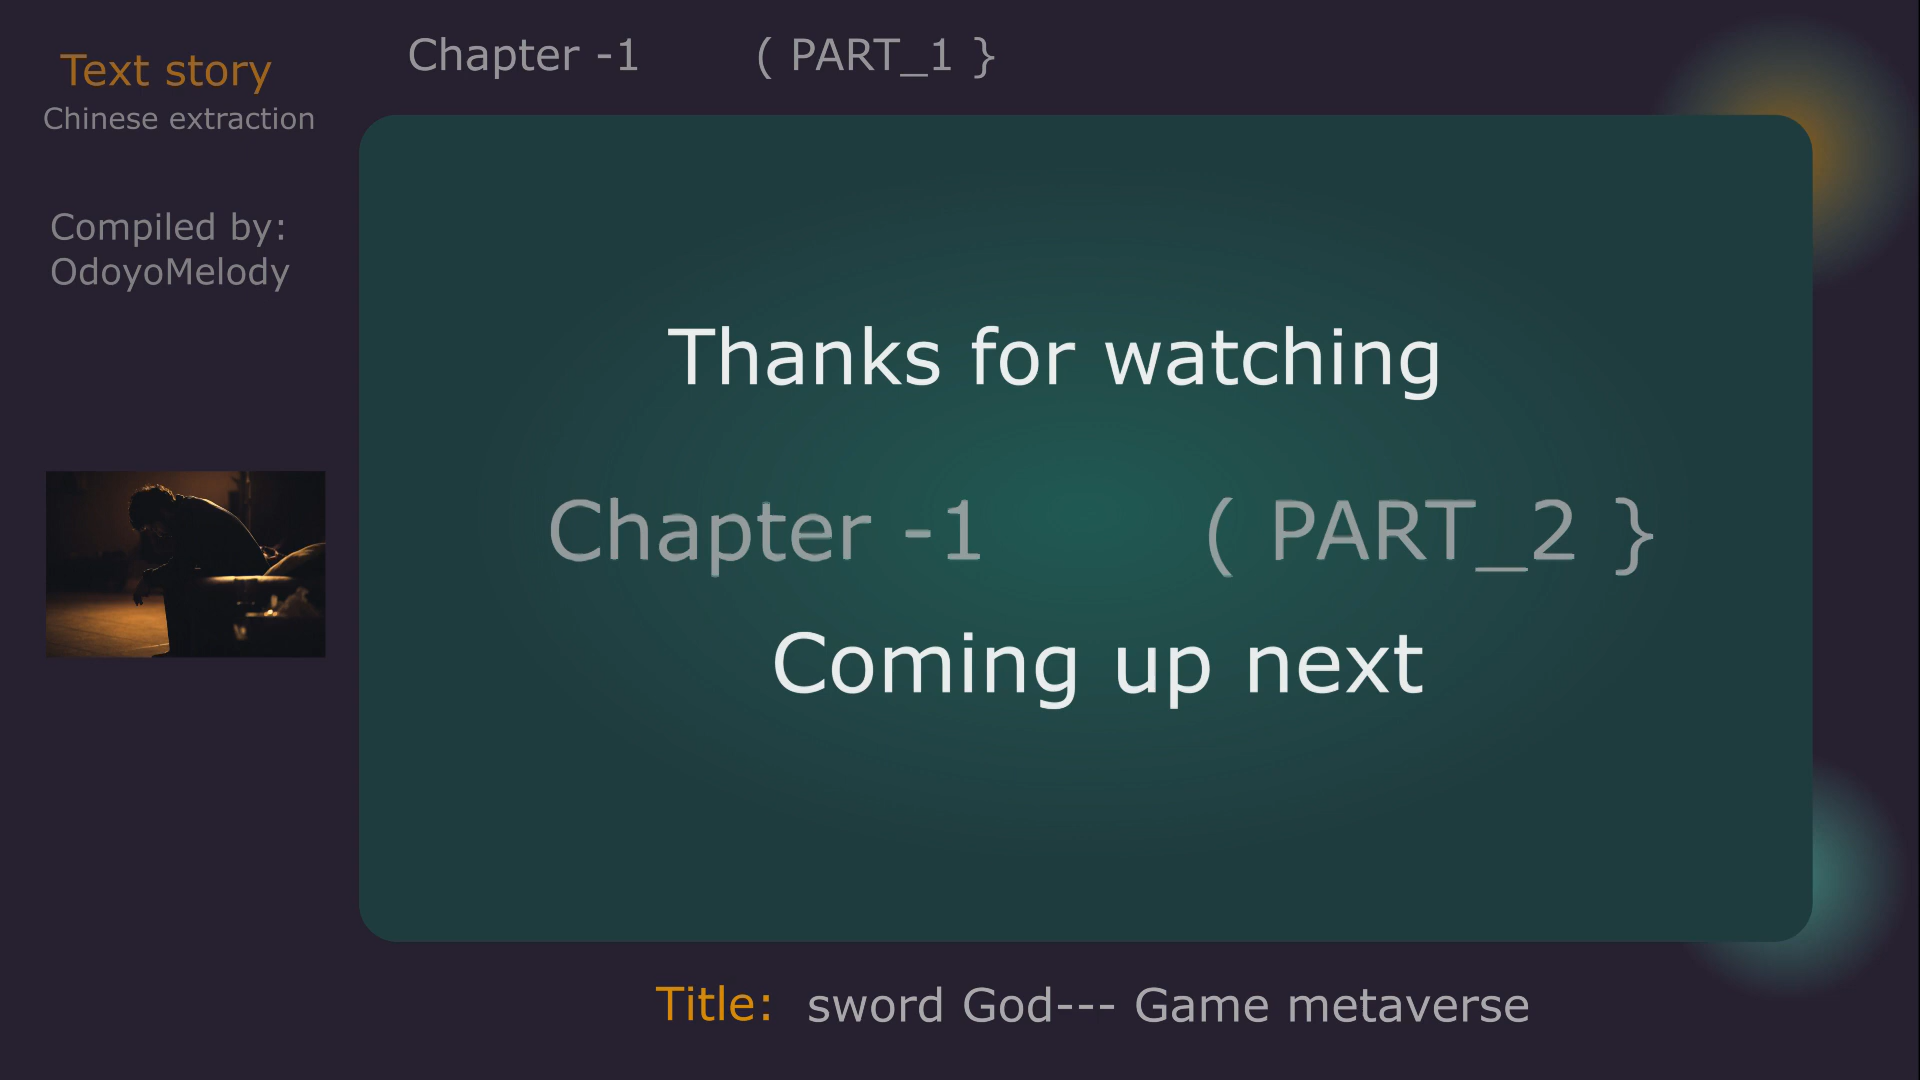 Text story
Chinese extraction
Compiled by:
OdoyoMelody
Chapter -1 ( PART_1 }
Thanks for watching
Chapter -1 ( PART_2 }
Coming up next
Title: sword God--- Game metaverse